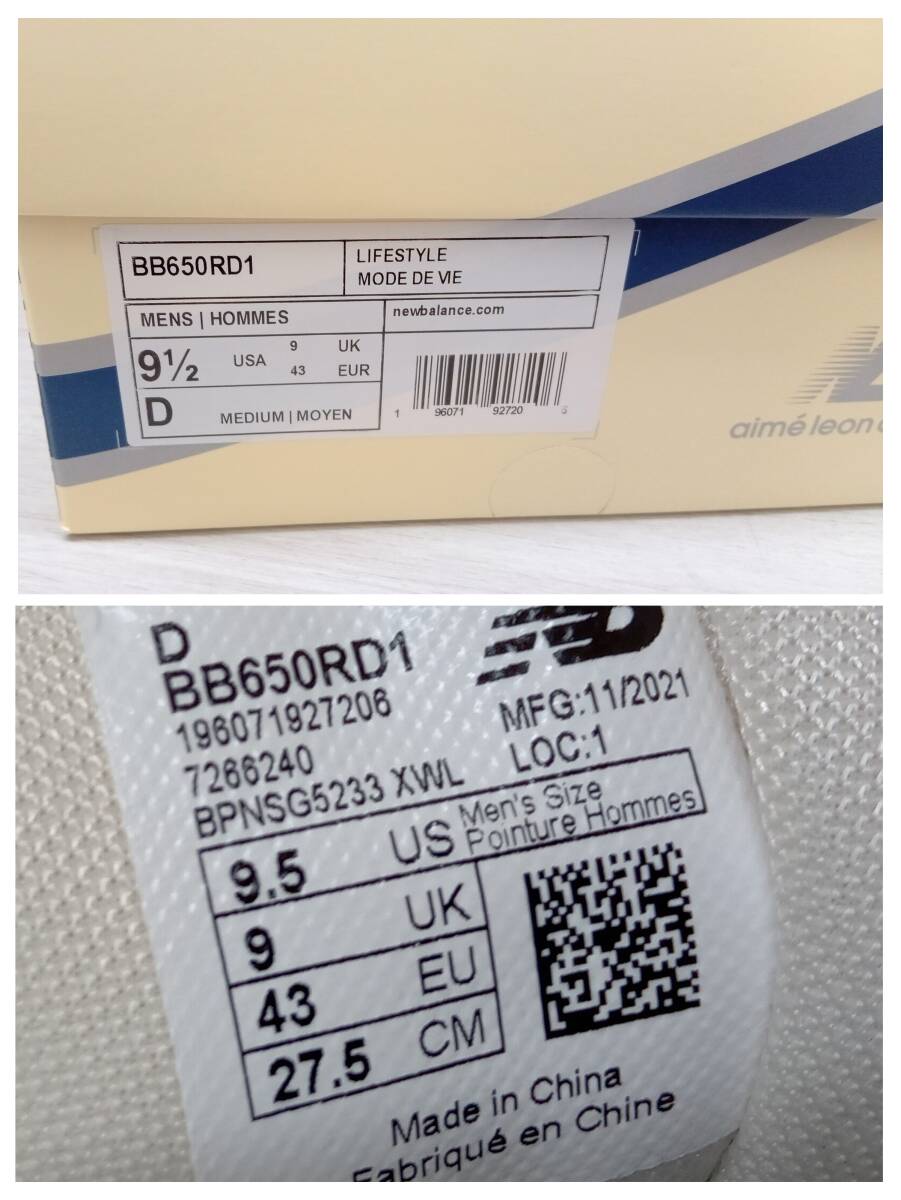 BB650RD1
LIFESTYLE
MODE DE VIE
MENS | HOMMES
newbalance.com
9½ USA 9 UK
43 EUR
D MEDIUM | MOYEN
1 96071 92720 6
aimé leon
D
BB650RD1
196071927206
7266240
BPNSG5233 XWL
MFG:11/2021
LOC:1
9.5 US Men's Size
Pointure Hommes
9 UK
43 EU
27.5 CM
Made in China
Fabriqué en Chine